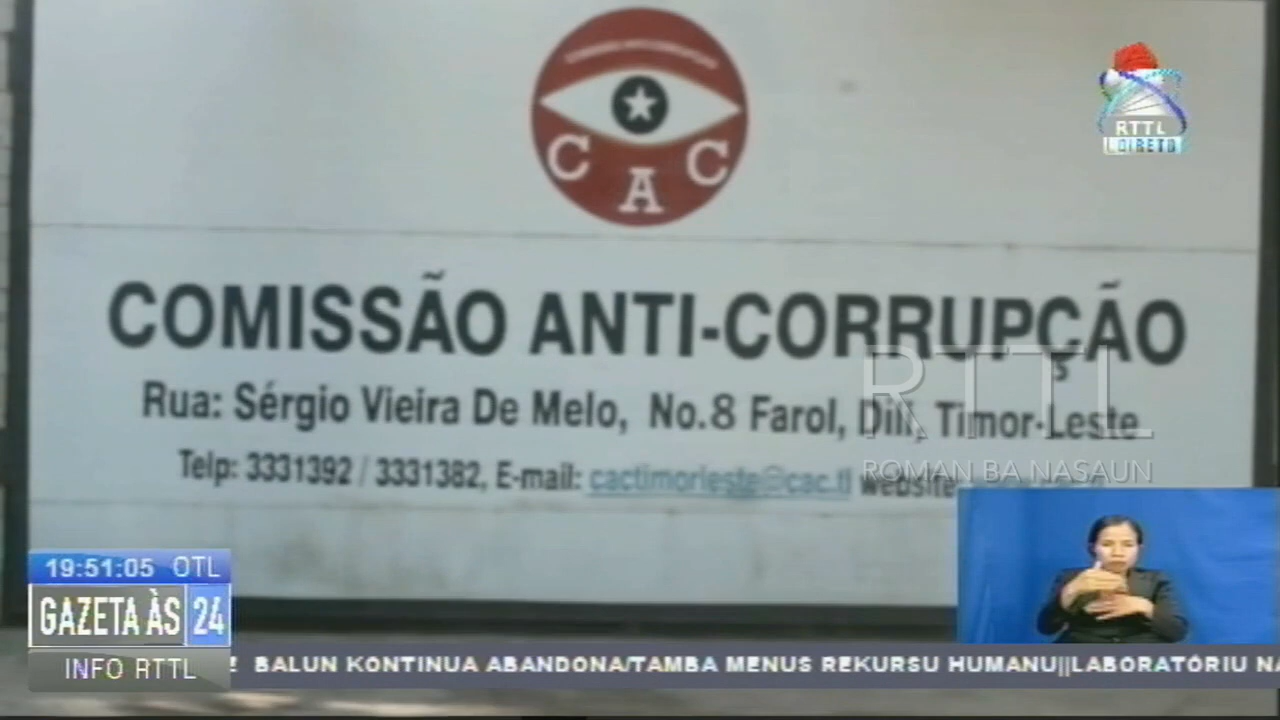 C A C
RTTL
DIRETO
COMISSÃO ANTI-CORRUPÇÃO
Rua: Sérgio Vieira De Melo, No.8 Farol, Dili, Timor-Leste
Telp: 3331392 / 3331382, E-mail: cactimorleste@cac.tl website
RTTL
ROMAN BA NASAUN
19:51:05 OTL
GAZETA ÀS 24
INFO RTTL
BALUN KONTINUA ABANDONA/TAMBA MENUS REKURSU HUMANU||LABORATÓRIU